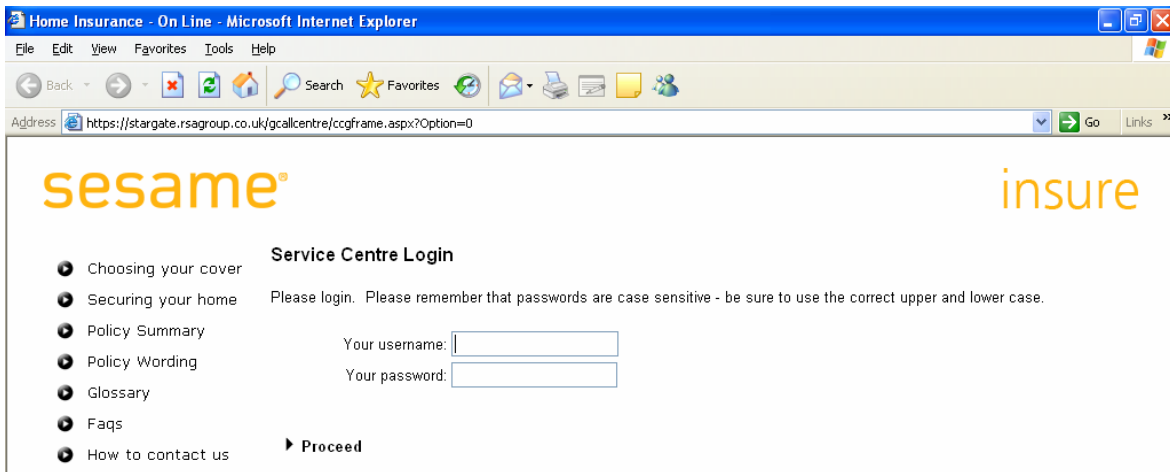 Home Insurance - On Line - Microsoft Internet Explorer
File Edit View Favorites Tools Help
Back Search Favorites
Address https://stargate.rsagroup.co.uk/gcallcentre/ccgframe.aspx?Option=0 Go Links »
sesame® insure
Service Centre Login
Choosing your cover
Securing your home
Please login. Please remember that passwords are case sensitive - be sure to use the correct upper and lower case.
Policy Summary
Your username:
Policy Wording
Your password:
Glossary
Faqs
Proceed
How to contact us